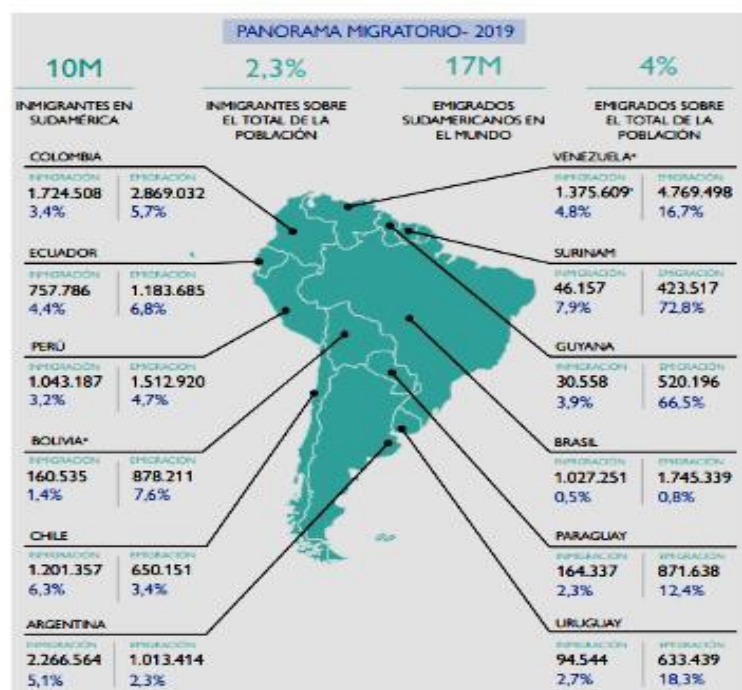 PANORAMA MIGRATORIO- 2019
10M
INMIGRANTES EN
SUDAMÉRICA
2,3%
INMIGRANTES SOBRE
EL TOTAL DE LA
POBLACIÓN
17M
EMIGRADOS
SUDAMERICANOS EN
EL MUNDO
4%
EMIGRADOS SOBRE
EL TOTAL DE LA
POBLACIÓN
COLOMBIA
INMIGRACIÓN EMIGRACIÓN
1.724.508 2.869.032
3,4% 5,7%
ECUADOR
INMIGRACIÓN EMIGRACIÓN
757.786 1.183.685
4,4% 6,8%
PERÚ
INMIGRACIÓN EMIGRACIÓN
1.043.187 1.512.920
3,2% 4,7%
BOLIVIA*
INMIGRACIÓN EMIGRACIÓN
160.535 878.211
1,4% 7,6%
CHILE
INMIGRACIÓN EMIGRACIÓN
1.201.357 650.151
6,3% 3,4%
ARGENTINA
INMIGRACIÓN EMIGRACIÓN
2.266.564 1.013.414
5,1% 2,3%
VENEZUELA*
INMIGRACIÓN EMIGRACIÓN
1.375.609* 4.769.498
4,8% 16,7%
SURINAM
INMIGRACIÓN EMIGRACIÓN
46.157 423.517
7,9% 72,8%
GUYANA
INMIGRACIÓN EMIGRACIÓN
30.558 520.196
3,9% 66,5%
BRASIL
INMIGRACIÓN EMIGRACIÓN
1.027.251 1.745.339
0,5% 0,8%
PARAGUAY
INMIGRACIÓN EMIGRACIÓN
164.337 871.638
2,3% 12,4%
URUGUAY
INMIGRACIÓN EMIGRACIÓN
94.544 633.439
2,7% 18,3%